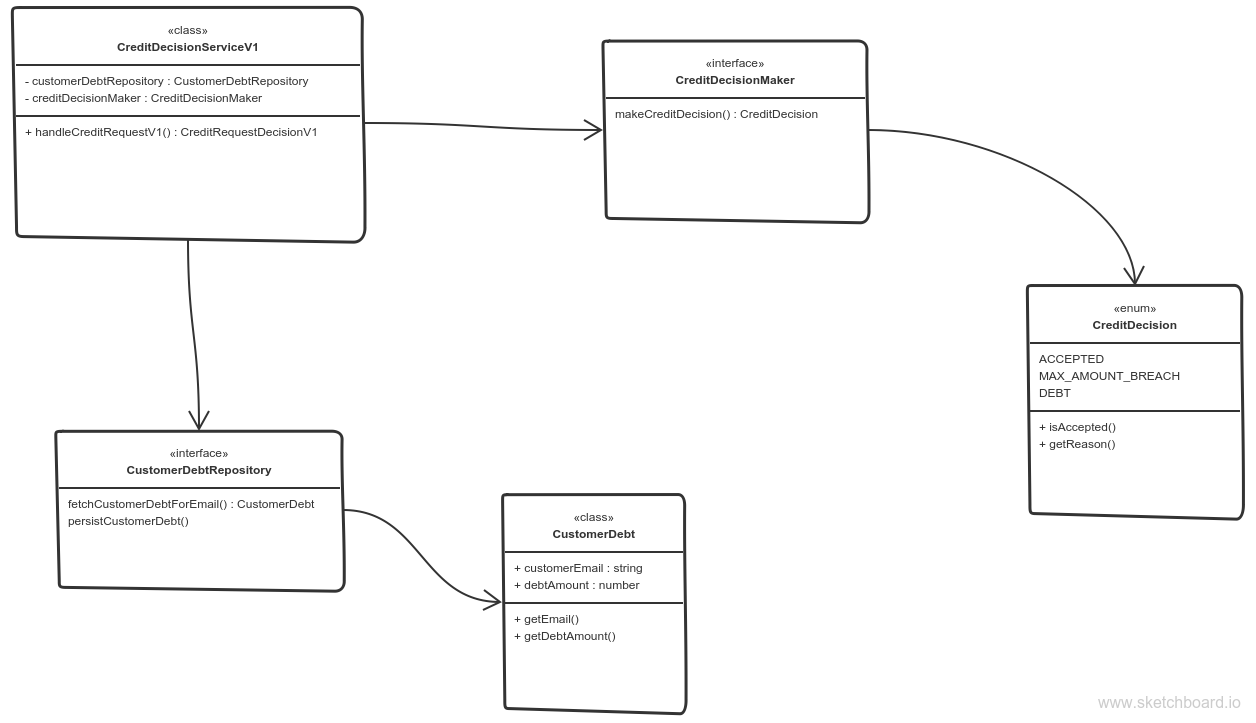 «class»
CreditDecisionServiceV1
- customerDebtRepository : CustomerDebtRepository
- creditDecisionMaker : CreditDecisionMaker
+ handleCreditRequestV1() : CreditRequestDecisionV1
«interface»
CreditDecisionMaker
makeCreditDecision() : CreditDecision
«enum»
CreditDecision
ACCEPTED
MAX_AMOUNT_BREACH
DEBT
+ isAccepted()
+ getReason()
«interface»
CustomerDebtRepository
fetchCustomerDebtForEmail() : CustomerDebt
persistCustomerDebt()
«class»
CustomerDebt
+ customerEmail : string
+ debtAmount : number
+ getEmail()
+ getDebtAmount()
www.sketchboard.io